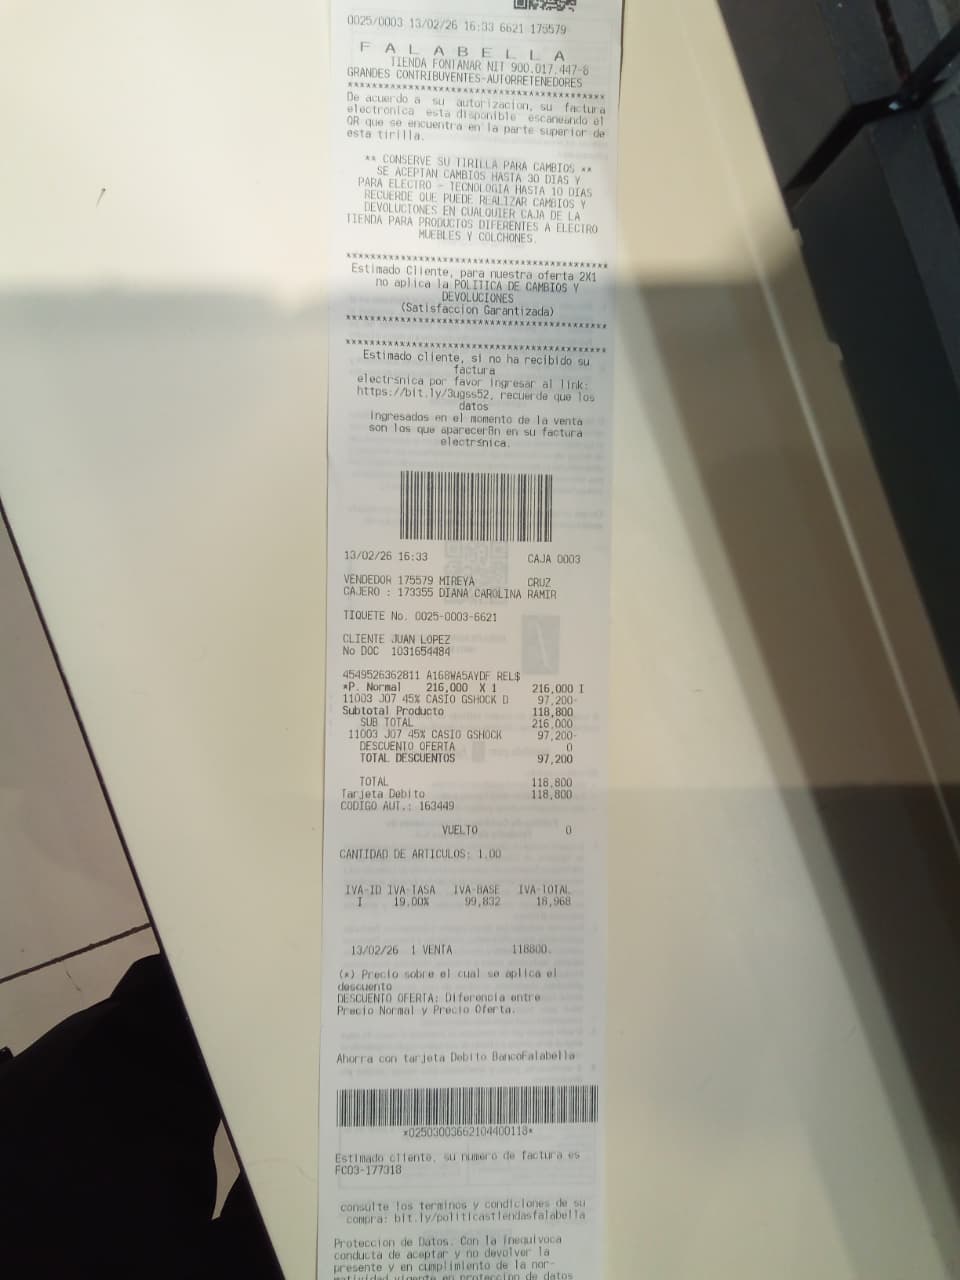 0025/0003 13/02/26 16:33 6621 175579
F A L A B E L L A
TIENDA FONTANAR NIT 900.017.447-8
GRANDES CONTRIBUYENTES-AUTORRETENEDORES
******************************************
De acuerdo a su autorizacion, su factura
electronica esta disponible escaneando el
QR que se encuentra en la parte superior de
esta tirilla.
** CONSERVE SU TIRILLA PARA CAMBIOS **
SE ACEPTAN CAMBIOS HASTA 30 DIAS Y
PARA ELECTRO - TECNOLOGIA HASTA 10 DIAS
RECUERDE QUE PUEDE REALIZAR CAMBIOS Y
DEVOLUCIONES EN CUALQUIER CAJA DE LA
TIENDA PARA PRODUCTOS DIFERENTES A ELECTRO
MUEBLES Y COLCHONES.
******************************************
Estimado Cliente, para nuestra oferta 2X1
no aplica la POLITICA DE CAMBIOS Y
DEVOLUCIONES
(Satisfaccion Garantizada)
******************************************
******************************************
Estimado cliente, si no ha recibido su
factura
electrsnica por favor ingresar al link:
https://bit.ly/3ugss52, recuerde que los
datos
ingresados en el momento de la venta
son los que aparecerßn en su factura
electrsnica.
13/02/26 16:33 CAJA 0003
VENDEDOR 175579 MIREYA CRUZ
CAJERO : 173355 DIANA CAROLINA RAMIR
TIQUETE No. 0025-0003-6621
CLIENTE JUAN LOPEZ
No DOC 1031654484
4549526362811 A168WA5AYDF REL$
*P. Normal 216,000 X 1 216,000 I
11003 J07 45% CASIO GSHOCK D 97,200-
Subtotal Producto 118,800
SUB TOTAL 216,000
11003 J07 45% CASIO GSHOCK 97,200-
DESCUENTO OFERTA 0
TOTAL DESCUENTOS 97,200
TOTAL 118,800
Tarjeta Debito 118,800
CODIGO AUT.: 163449
VUELTO 0
CANTIDAD DE ARTICULOS: 1.00
IVA-ID IVA-TASA IVA-BASE IVA-TOTAL
I 19.00% 99,832 18,968
13/02/26 1 VENTA 118800.
(*) Precio sobre el cual se aplica el
descuento
DESCUENTO OFERTA: Diferencia entre
Precio Normal y Precio Oferta.
Ahorra con tarjeta Debito BancoFalabella
*02503003662104400118*
Estimado cliente, su numero de factura es
FC03-177318
consulte los terminos y condiciones de su
compra: bit.ly/politicastiendasfalabella
Proteccion de Datos. Con la inequivoca
conducta de aceptar y no devolver la
presente y en cumplimiento de la nor-
matividad vigente en proteccion de datos